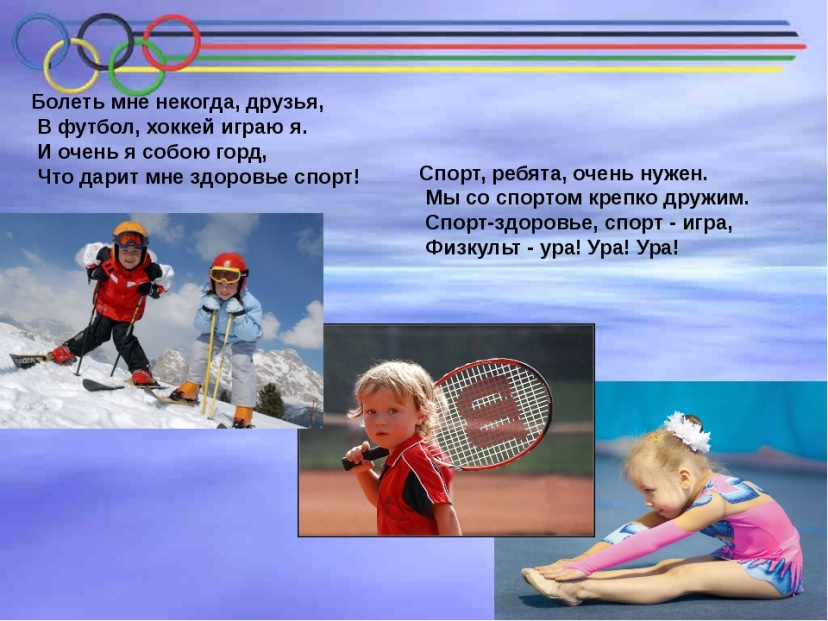 Болеть мне некогда, друзья,
В футбол, хоккей играю я.
И очень я собою горд,
Что дарит мне здоровье спорт!
Спорт, ребята, очень нужен.
Мы со спортом крепко дружим.
Спорт-здоровье, спорт - игра,
Физкульт - ура! Ура! Ура!